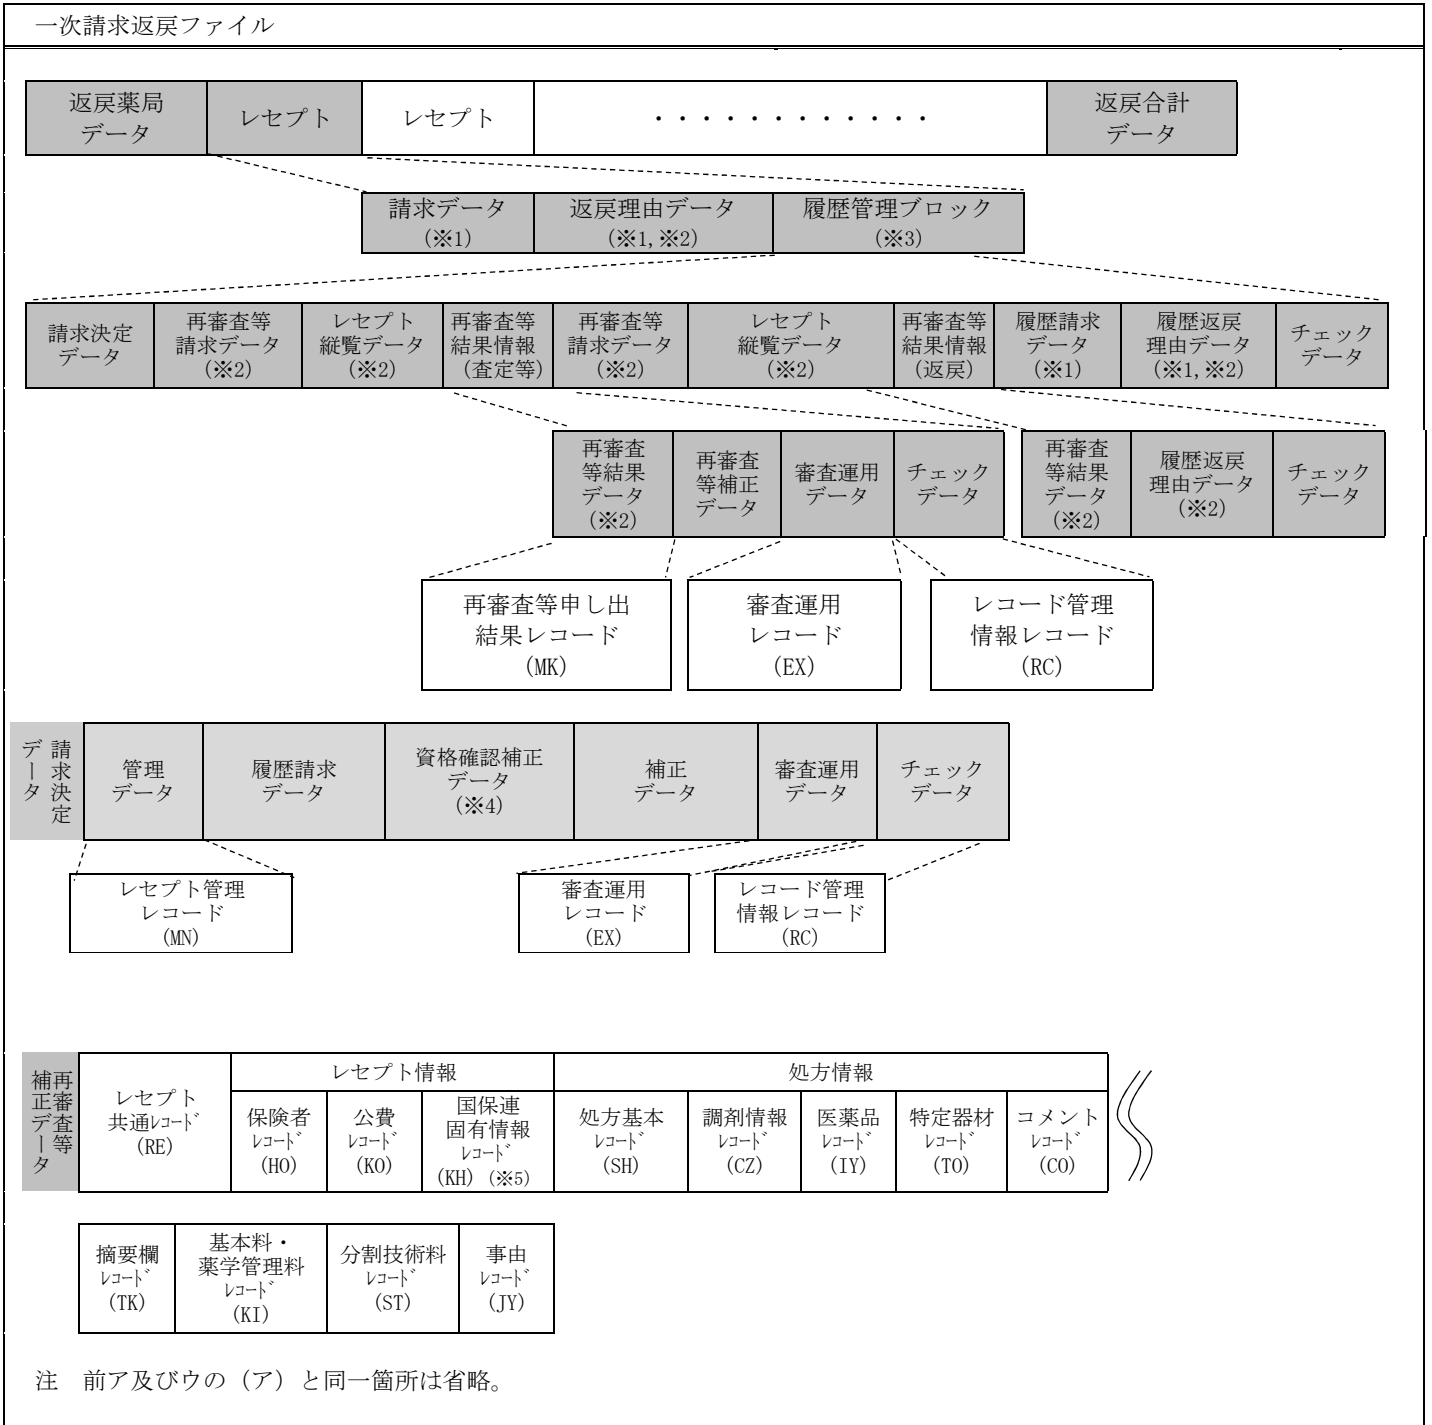 一次請求返戻ファイル
返戻薬局
データ
レセプト
レセプト
・・・・・・・・・・・・
返戻合計
データ
請求データ
(※1)
返戻理由データ
(※1,※2)
履歴管理ブロック
(※3)
請求決定
データ
再審査等
請求データ
(※2)
レセプト
縦覧データ
(※2)
再審査等
結果情報
(査定等)
再審査等
請求データ
(※2)
レセプト
縦覧データ
(※2)
再審査等
結果情報
(返戻)
履歴請求
データ
(※1)
履歴返戻
理由データ
(※1,※2)
チェック
データ
再審査
等結果
データ
(※2)
再審査
等補正
データ
審査運用
データ
チェック
データ
再審査
等結果
データ
(※2)
履歴返戻
理由データ
(※2)
チェック
データ
再審査等申し出
結果レコード
(MK)
審査運用
レコード
(EX)
レコード管理
情報レコード
(RC)
請求決定
データ
管理
データ
履歴請求
データ
資格確認補正
データ
(※4)
補正
データ
審査運用
データ
チェック
データ
レセプト管理
レコード
(MN)
審査運用
レコード
(EX)
レコード管理
情報レコード
(RC)
再審査等
補正データ
レセプト
共通ﾚｺｰﾄﾞ
(RE)
レセプト情報
保険者
ﾚｺｰﾄﾞ
(HO)
公費
ﾚｺｰﾄﾞ
(KO)
国保連
固有情報
ﾚｺｰﾄﾞ
(KH) (※5)
処方情報
処方基本
ﾚｺｰﾄﾞ
(SH)
調剤情報
ﾚｺｰﾄﾞ
(CZ)
医薬品
ﾚｺｰﾄﾞ
(IY)
特定器材
ﾚｺｰﾄﾞ
(TO)
コメント
ﾚｺｰﾄﾞ
(CO)
摘要欄
ﾚｺｰﾄﾞ
(TK)
基本料・
薬学管理料
ﾚｺｰﾄﾞ
(KI)
分割技術料
ﾚｺｰﾄﾞ
(ST)
事由
ﾚｺｰﾄﾞ
(JY)
注　前ア及びウの（ア）と同一箇所は省略。